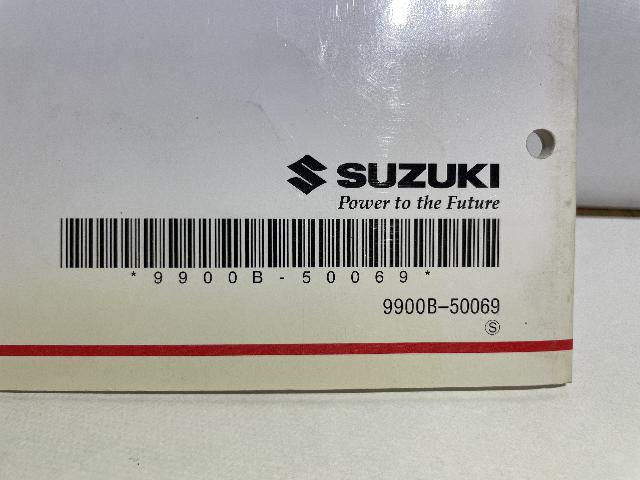 SUZUKI
Power to the Future
*9900B-50069*
9900B-50069
Ⓢ